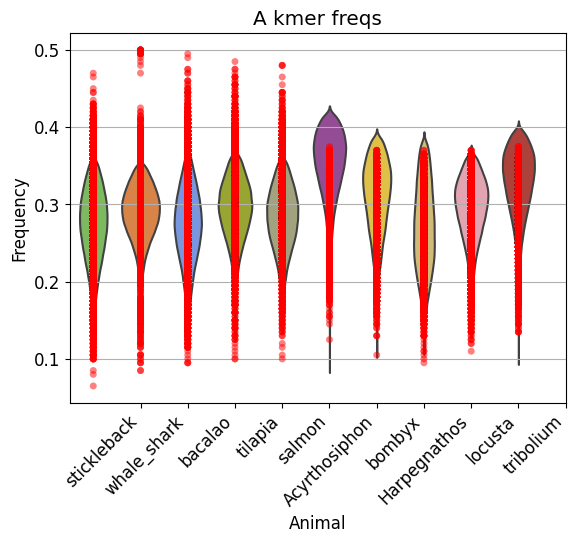 A kmer freqs
0.5
0.4
0.3
0.2
0.1
Frequency
stickleback
whale_shark
bacalao
tilapia
salmon
Acyrthosiphon
bombyx
Harpegnathos
locusta
tribolium
Animal